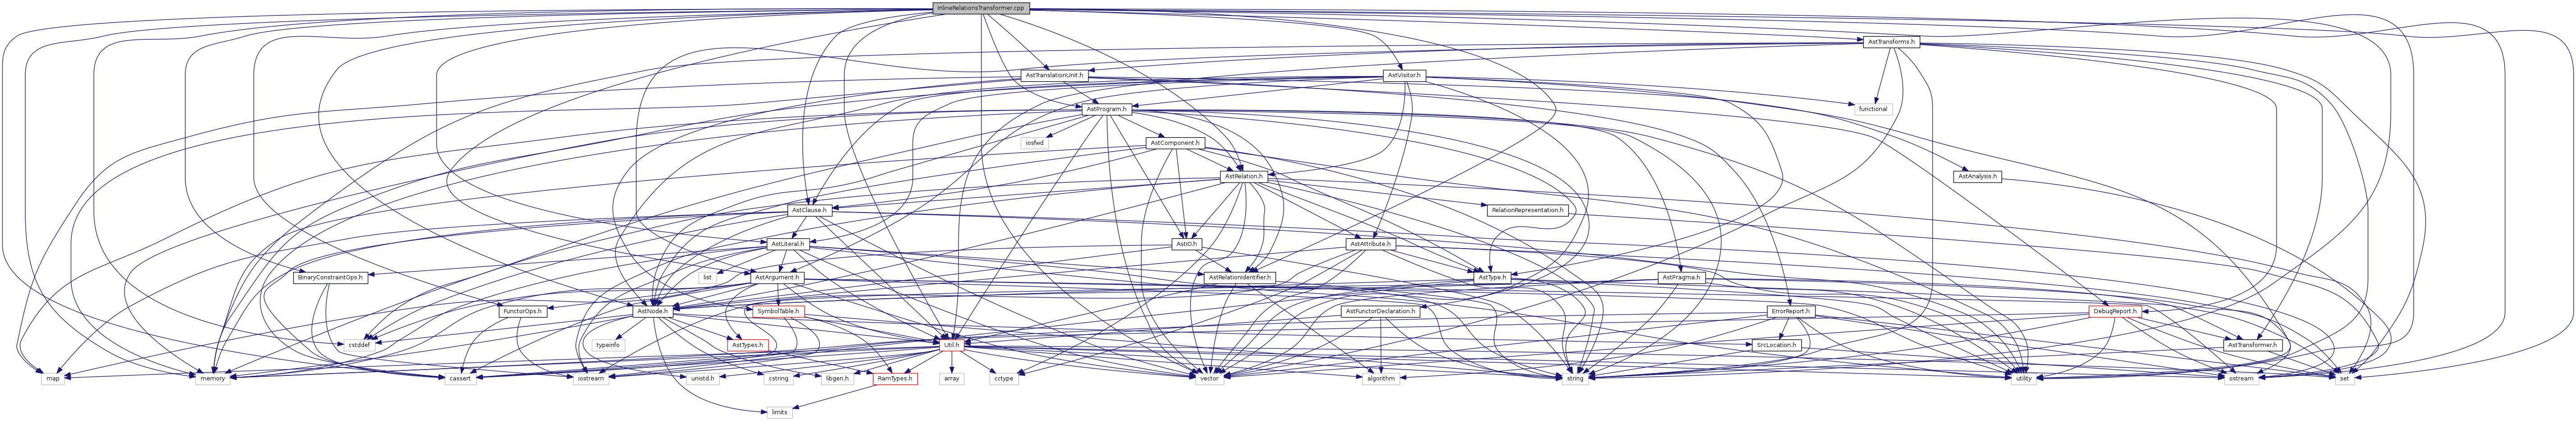 InlineRelationsTransformer.cpp
AstTransforms.h
AstTranslationUnit.h
AstVisitor.h
AstProgram.h
functional
iosfwd
AstComponent.h
AstRelation.h
AstAnalysis.h
AstClause.h
RelationRepresentation.h
AstLiteral.h
AstIO.h
AstAttribute.h
BinaryConstraintOps.h
list
AstArgument.h
AstRelationIdentifier.h
AstType.h
AstPragma.h
FunctorOps.h
AstNode.h
SymbolTable.h
AstFunctorDeclaration.h
ErrorReport.h
DebugReport.h
cstddef
typeinfo
AstTypes.h
Util.h
SrcLocation.h
AstTransformer.h
map
memory
cassert
iostream
unistd.h
cstring
libgen.h
RamTypes.h
array
cctype
vector
algorithm
string
utility
ostream
set
limits